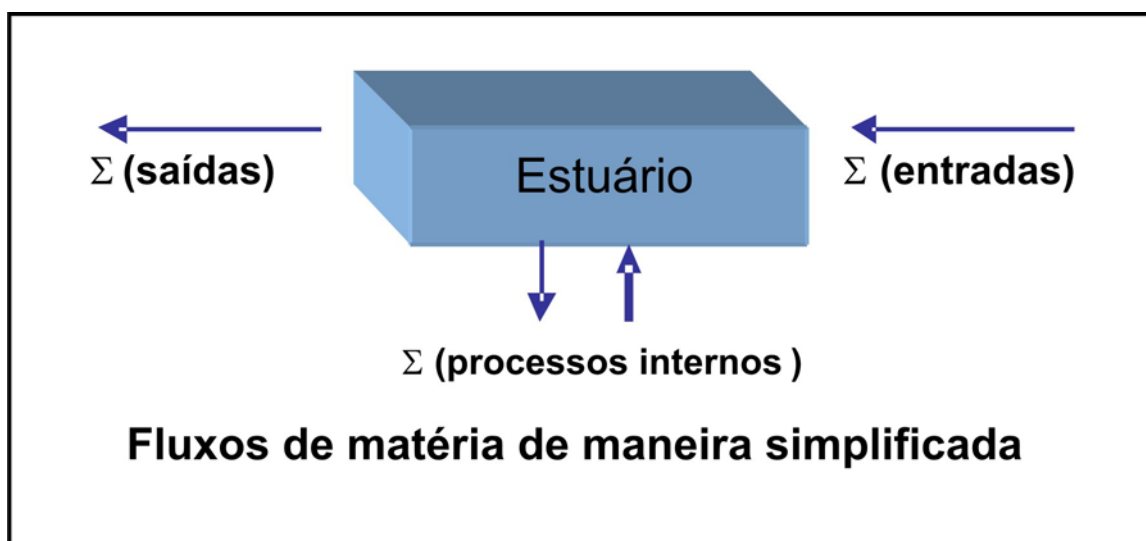 Estuário
Σ (saídas)
Σ (entradas)
Σ (processos internos )
Fluxos de matéria de maneira simplificada